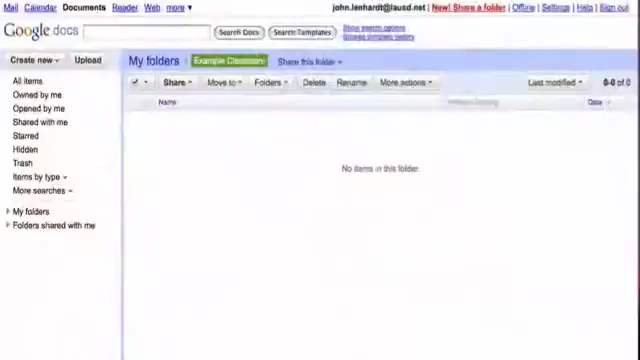 Mail Calendar Documents Reader Web more ▼ john.lenhardt@lausd.net | New! Share a folder | Offline | Settings | Help | Sign out
Google docs Search Docs Search Templates Show search options
Browse template gallery
Create new Upload My folders Example Classroom Share this folder
Share Move to Folders Delete Rename More actions Last modified 0-0 of 0
Name Date
All items
Owned by me
Opened by me
Shared with me
Starred
Hidden
Trash
Items by type
More searches
My folders
Folders shared with me
No items in this folder.